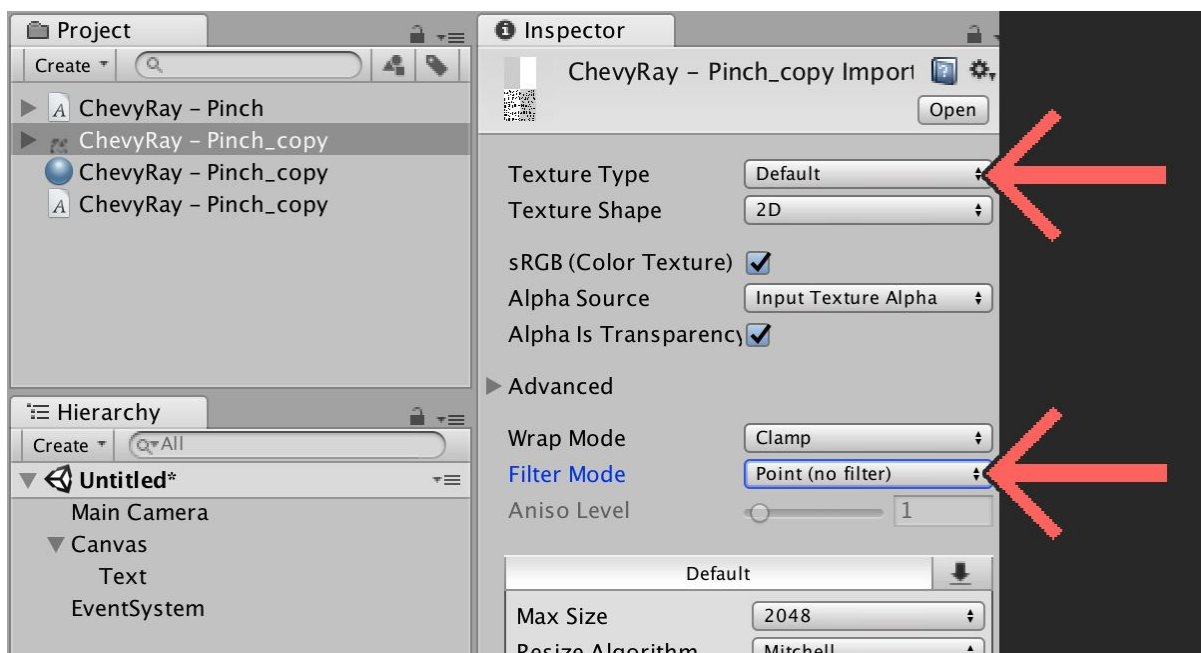 Project
Create
ChevyRay – Pinch
ChevyRay – Pinch_copy
ChevyRay – Pinch_copy
ChevyRay – Pinch_copy
Hierarchy
Create All
Untitled*
Main Camera
Canvas
Text
EventSystem
Inspector
ChevyRay – Pinch_copy Import
Open
Texture Type Default
Texture Shape 2D
sRGB (Color Texture)
Alpha Source Input Texture Alpha
Alpha Is Transparency
Advanced
Wrap Mode Clamp
Filter Mode Point (no filter)
Aniso Level 1
Default
Max Size 2048
Resize Algorithm Mitchell